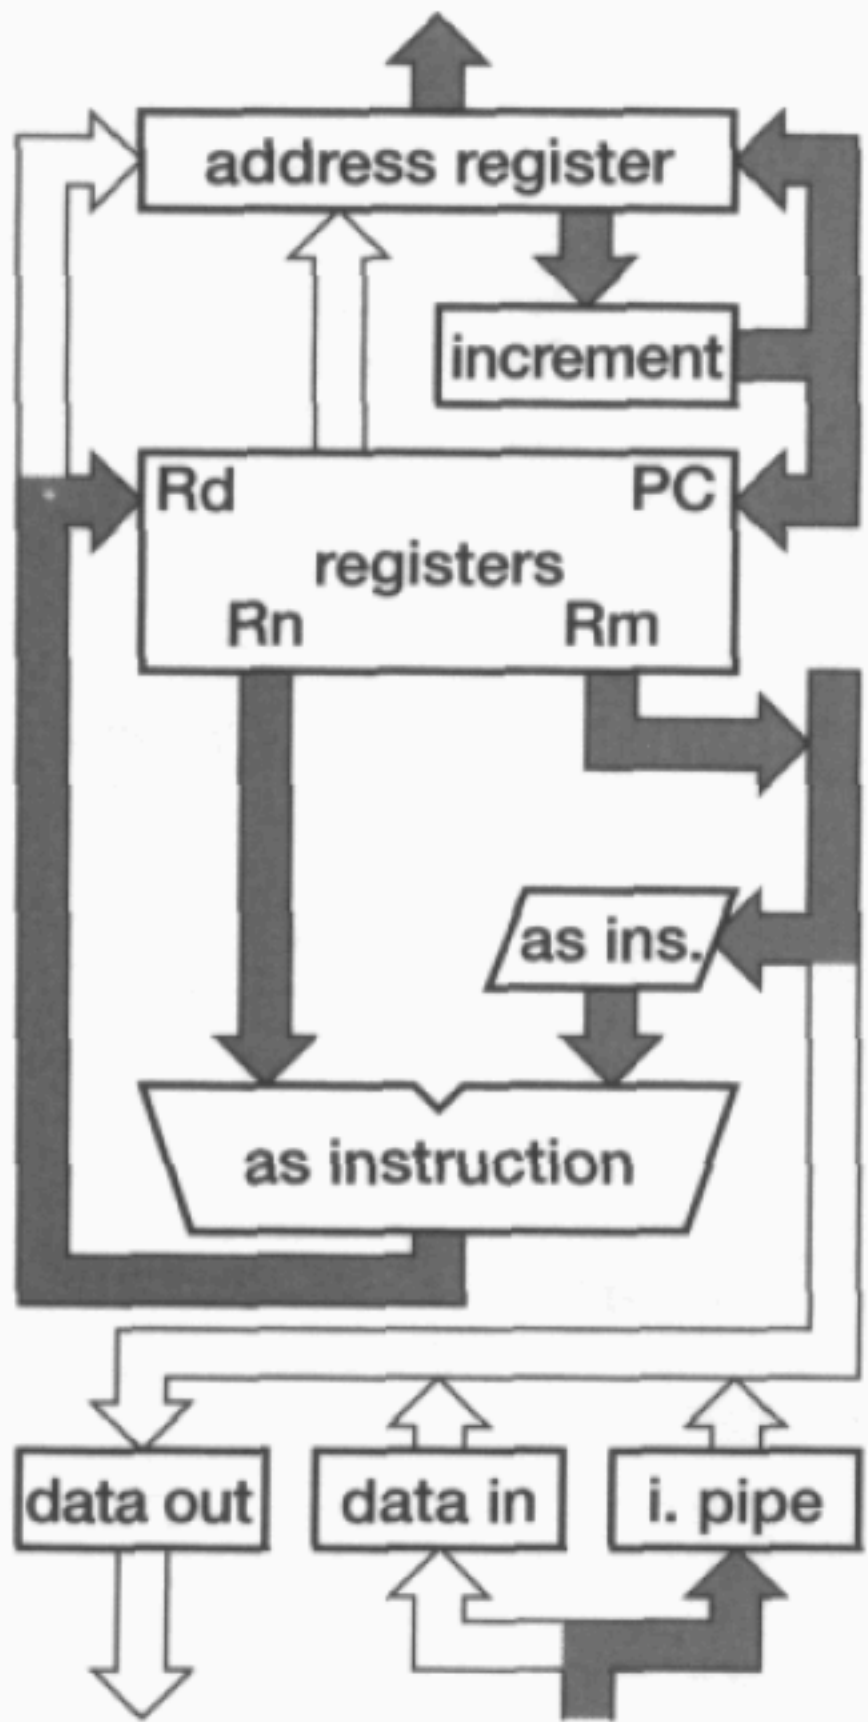 address register
increment
Rd PC
registers
Rn Rm
as ins.
as instruction
data out data in i. pipe